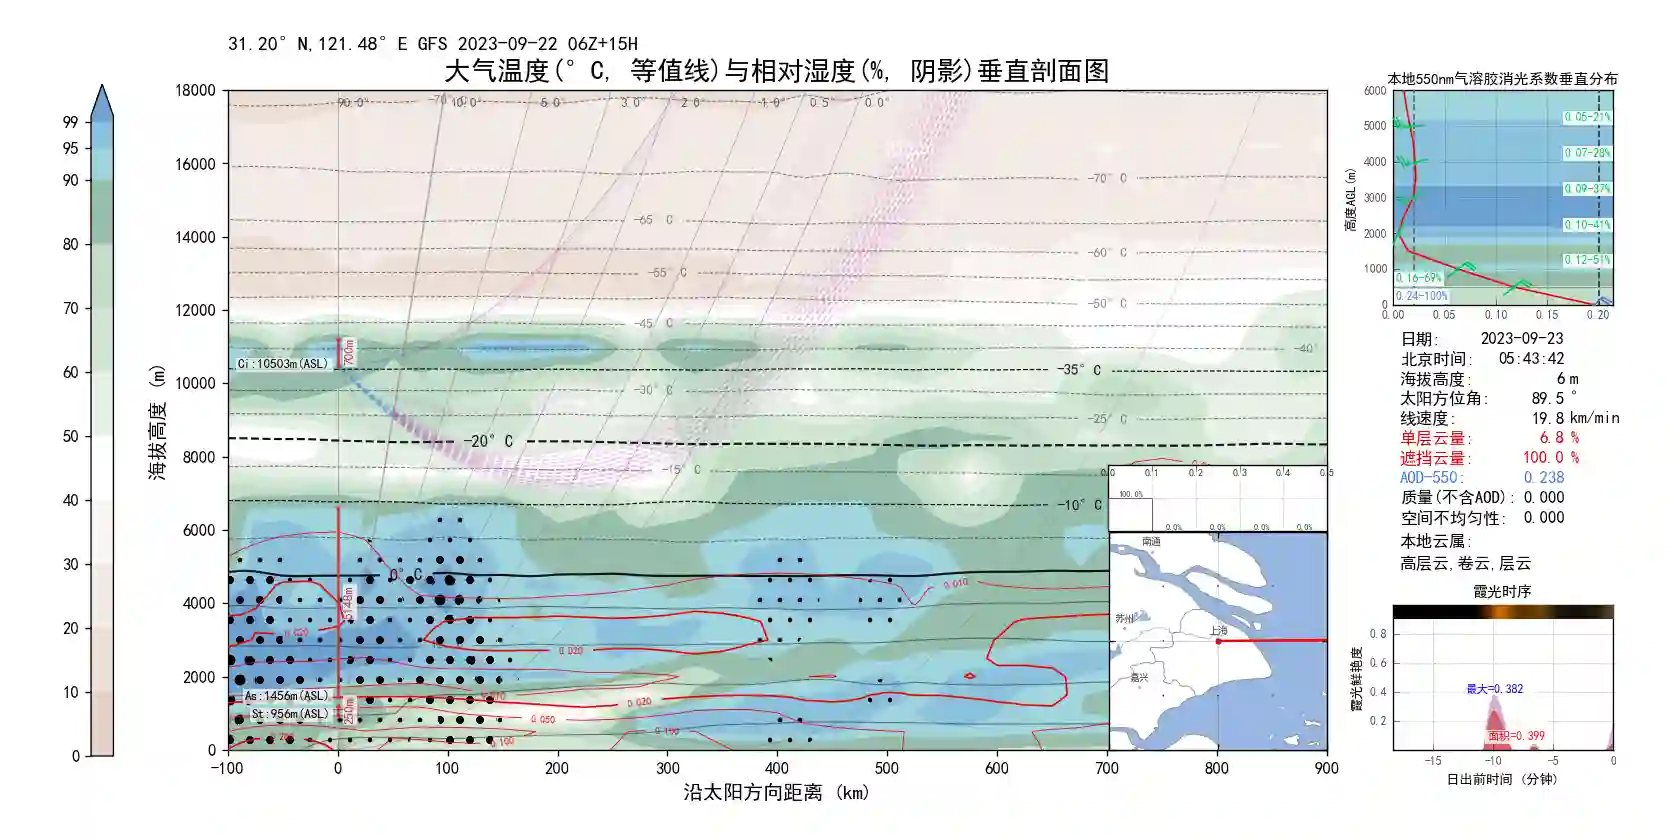 31.20°N,121.48°E GFS 2023-09-22 06Z+15H
大气温度(°C, 等值线)与相对湿度(%, 阴影)垂直剖面图
99
95
90
80
70
60
50
40
30
20
10
0
海拔高度 (m)
18000
16000
14000
12000
10000
8000
6000
4000
2000
0
90.0° -70° 10.0° 5.0° 3.0° 2.0° 1.0° 0.5° 0.0°
-70°C
-65°C
-60°C
-55°C
-50°C
-45°C
-40°
-35°C
-30°C
-25°C
-20°C
-15°C
-10°C
0°C
Ci:10503m(ASL)
700m
5148m
As:1456m(ASL)
St:956m(ASL)
250m
0.010
0.020
0.020
0.020
0.050
0.100
0.100
-100 0 100 200 300 400 500 600 700 800 900
沿太阳方向距离 (km)
0.0 0.1 0.2 0.3 0.4 0.5
100.0%
0.0% 0.0% 0.0% 0.0%
南通
苏州
上海
嘉兴
本地550nm气溶胶消光系数垂直分布
高度AGL(m)
6000
5000
4000
3000
2000
1000
0
0.05-21%
0.07-28%
0.09-37%
0.10-41%
0.12-51%
0.16-69%
0.24-100%
0.00 0.05 0.10 0.15 0.20
日期: 2023-09-23
北京时间: 05:43:42
海拔高度: 6 m
太阳方位角: 89.5 °
线速度: 19.8 km/min
单层云量: 6.8 %
遮挡云量: 100.0 %
AOD-550: 0.238
质量(不含AOD): 0.000
空间不均匀性: 0.000
本地云属:
高层云,卷云,层云
霞光时序
霞光鲜艳度
0.8
0.6
0.4
0.2
最大=0.382
面积=0.399
-15 -10 -5 0
日出前时间 (分钟)